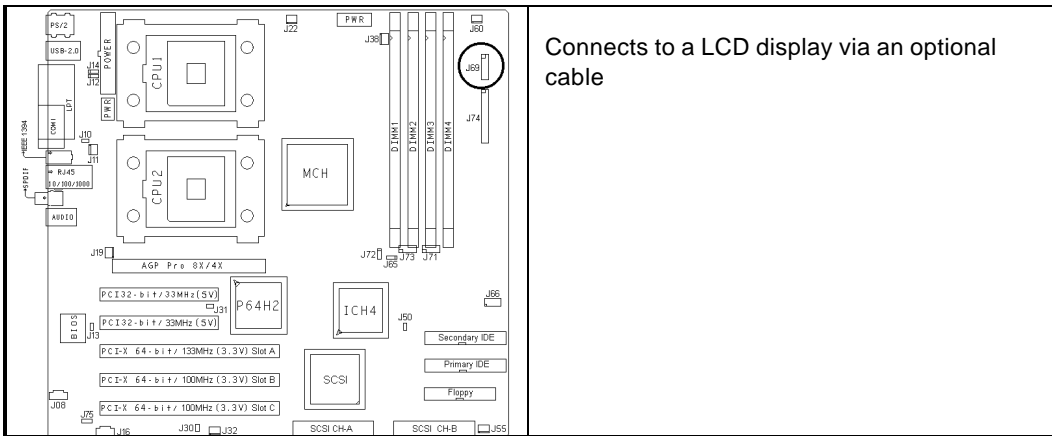 PS/2
J22
PWR
J60
J38
USB-2.0
POWER
CPU1
J69
J14
J12
LPT
PWR
J74
COM1
DIMM1
DIMM2
DIMM3
DIMM4
J10
IEEE 1394
J11
RJ45
10/100/1000
SPDIF
CPU2
MCH
AUDIO
J19
J72
J65
J73
J71
AGP Pro 8X/4X
PCI32-bit/33MHz(5V)
P64H2
ICH4
J66
J31
J50
BIOS
J13
PCI32-bit/33MHz (5V)
Secondary IDE
PCI-X 64-bit/ 133MHz (3.3V) Slot A
Primary IDE
PCI-X 64-bit/ 100MHz (3.3V) Slot B
SCSI
Floppy
J08
PCI-X 64-bit/ 100MHz (3.3V) Slot C
J75
J16
J30
J32
SCSI CH-A
SCSI CH-B
J55
Connects to a LCD display via an optional
cable